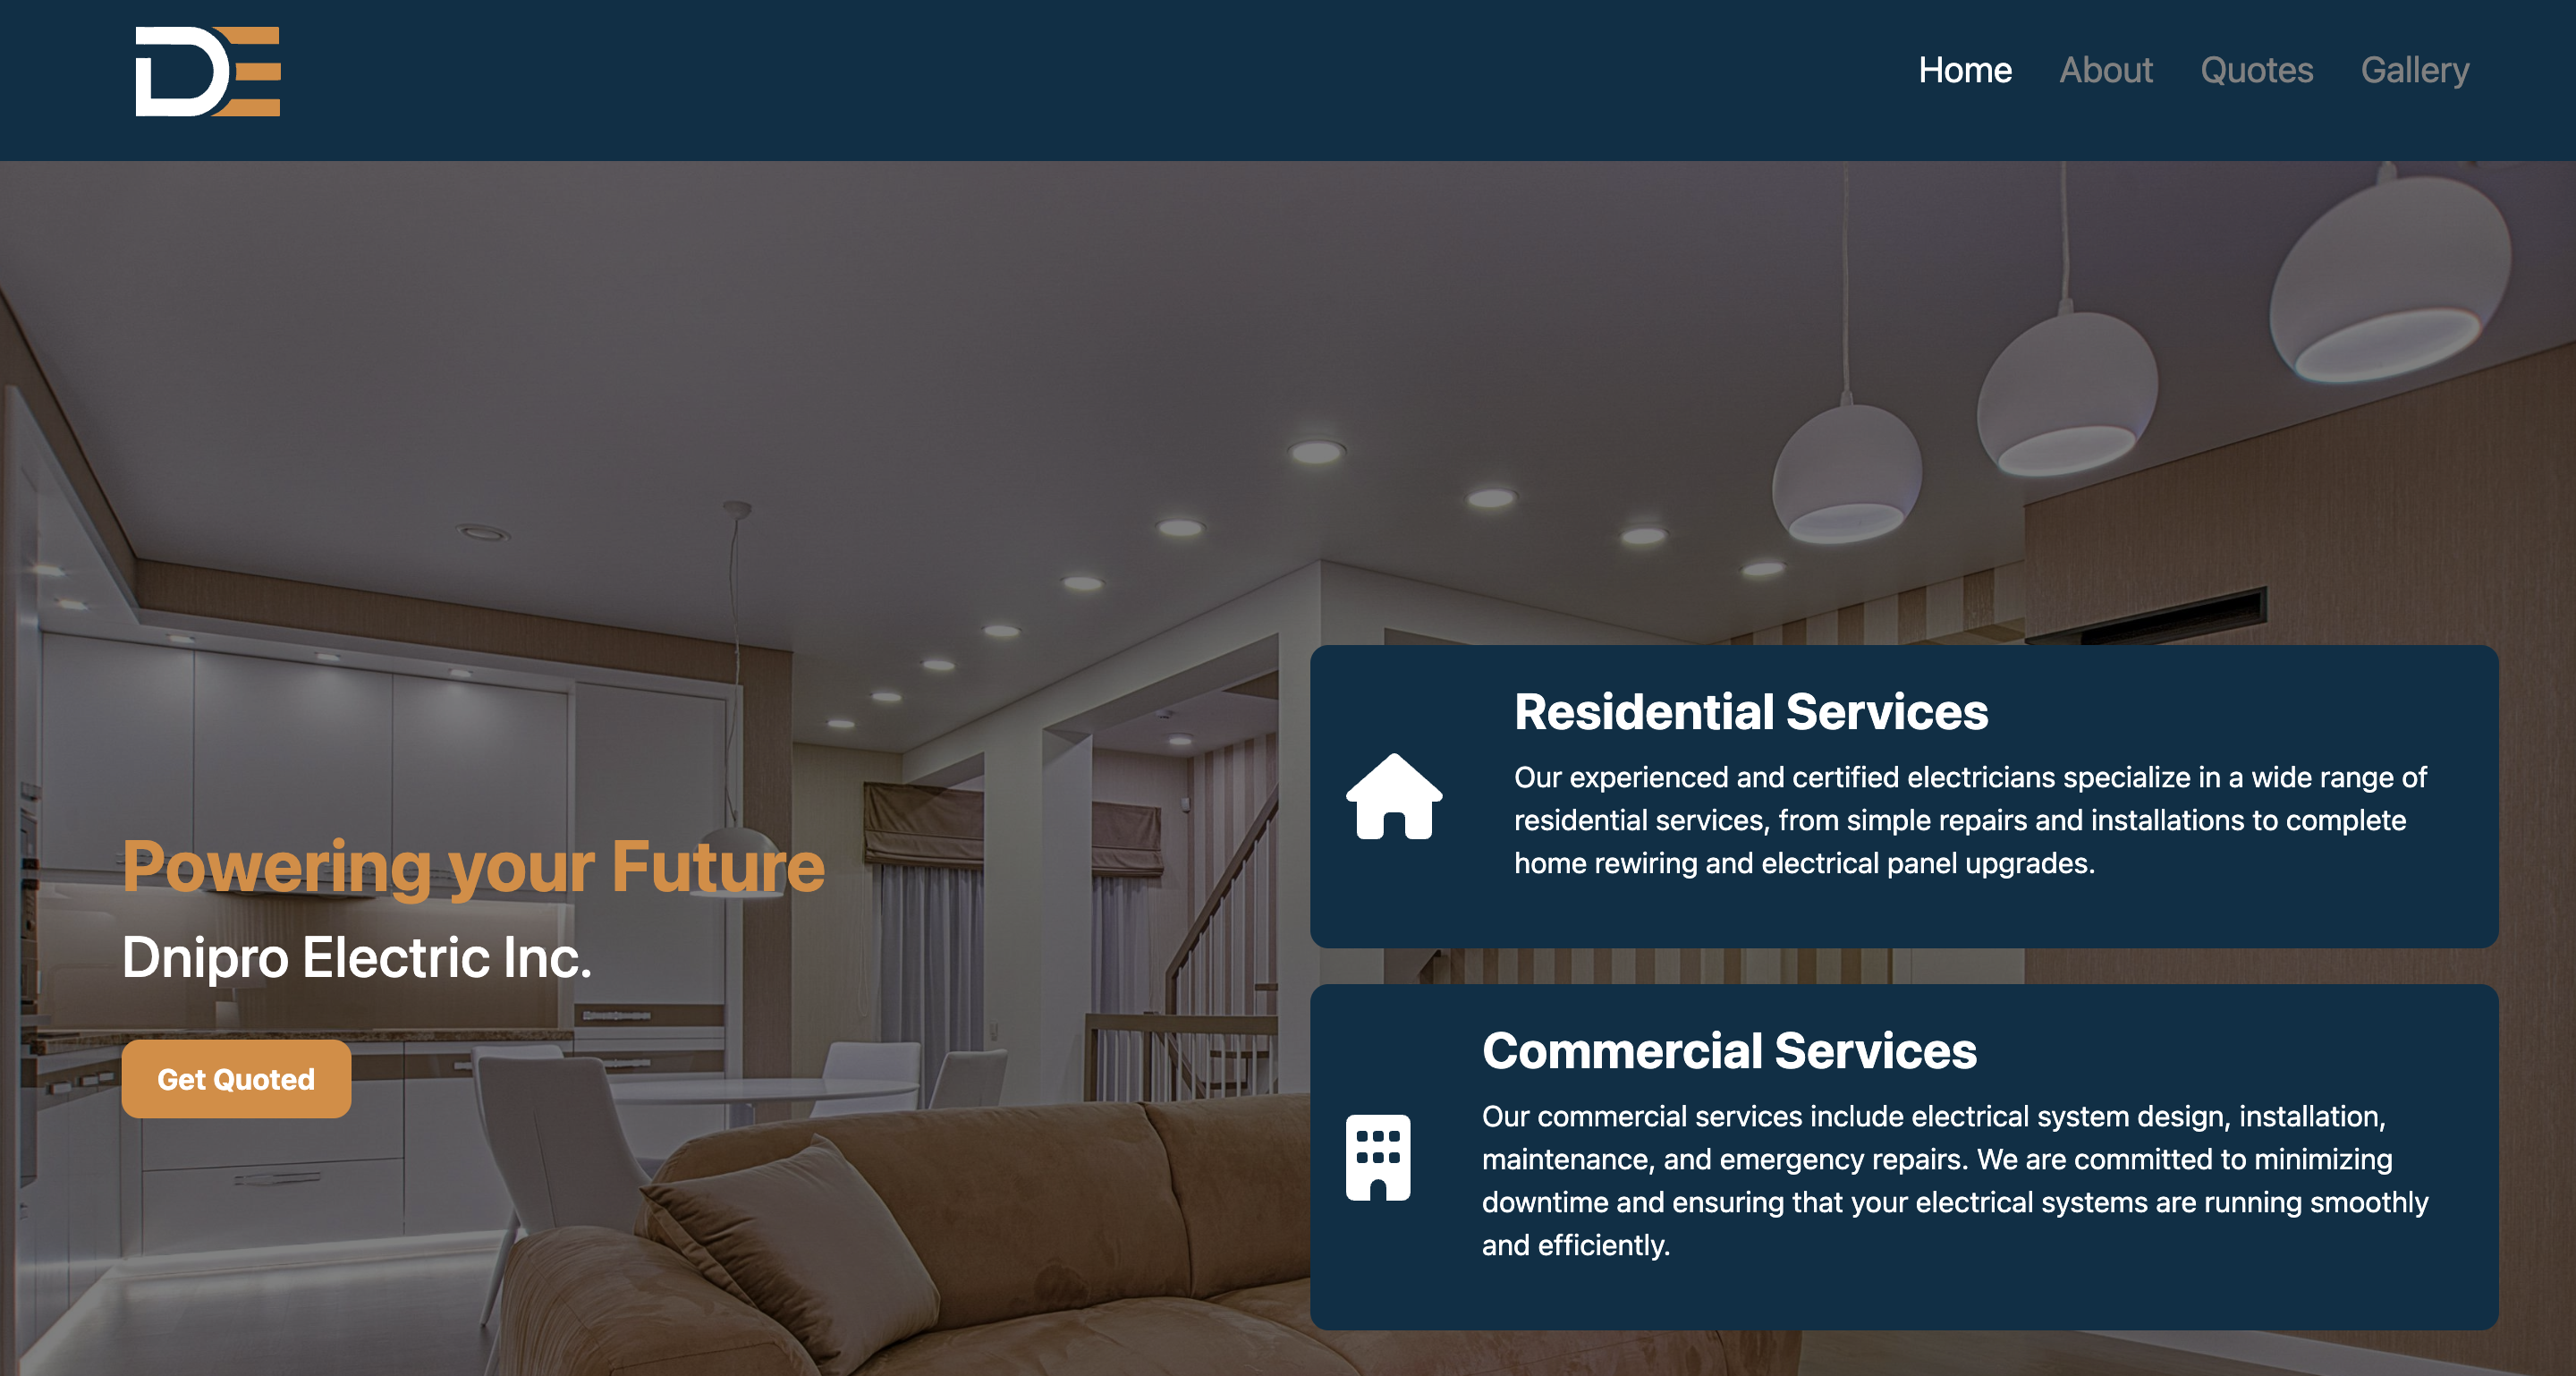 DE
Home About Quotes Gallery
Powering your Future
Dnipro Electric Inc.
Get Quoted
Residential Services
Our experienced and certified electricians specialize in a wide range of
residential services, from simple repairs and installations to complete
home rewiring and electrical panel upgrades.
Commercial Services
Our commercial services include electrical system design, installation,
maintenance, and emergency repairs. We are committed to minimizing
downtime and ensuring that your electrical systems are running smoothly
and efficiently.